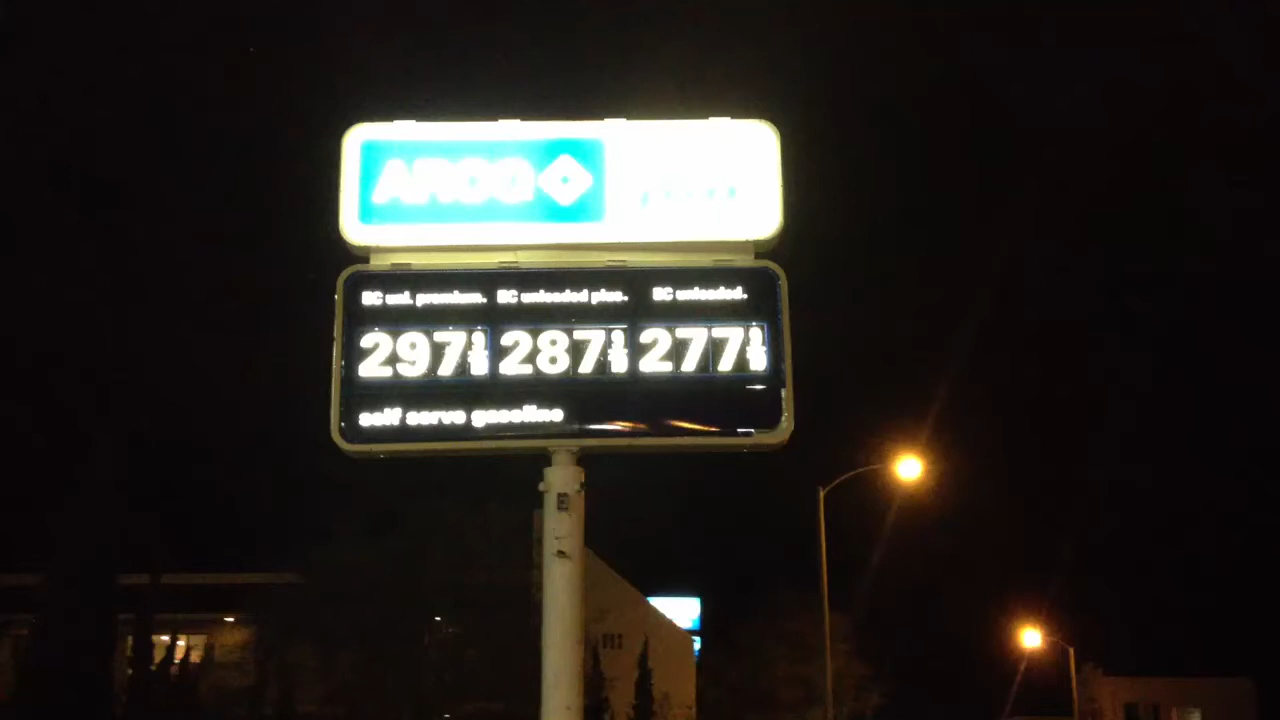 ARCO
EC unl. premium. EC unleaded plus. EC unleaded.
297 9/10 287 9/10 277 9/10
self serve gasoline